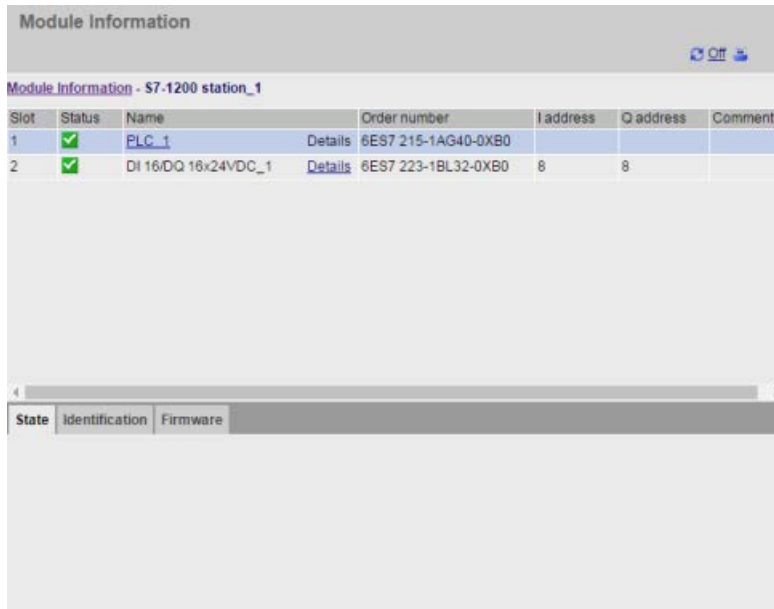 Module Information
Off
Module Information - S7-1200 station_1
Slot Status Name Order number I address Q address Comment
1 PLC_1 Details 6ES7 215-1AG40-0XB0
2 DI 16/DQ 16x24VDC_1 Details 6ES7 223-1BL32-0XB0 8 8
State Identification Firmware